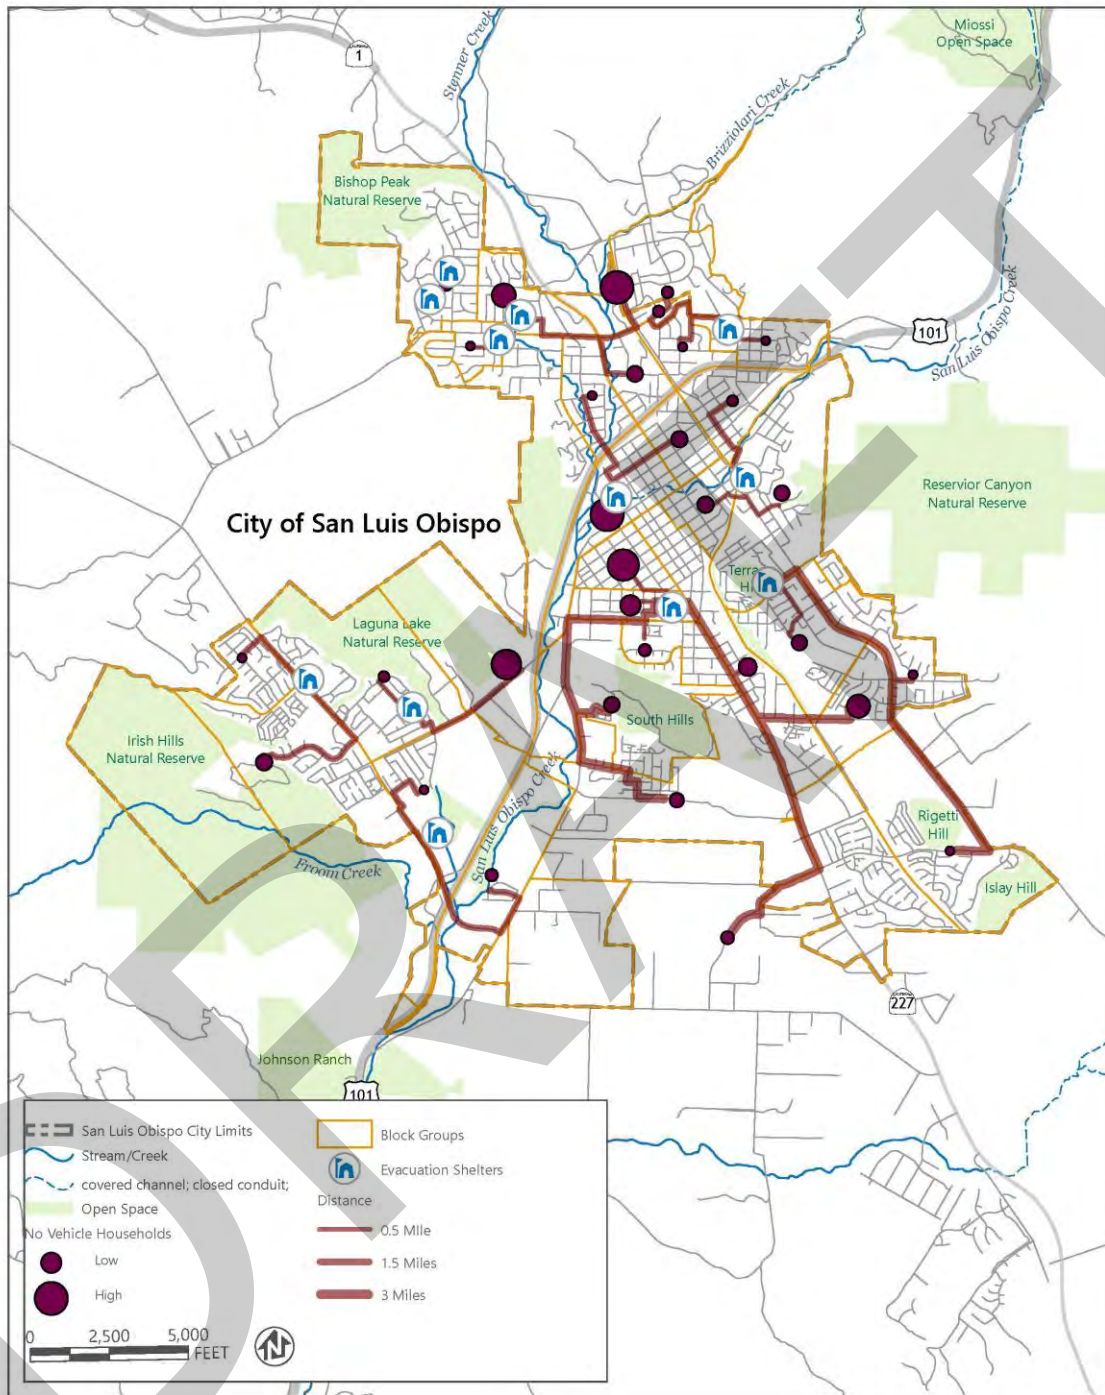 Miossi
Open Space
1
Stenner Creek
Brizziolari Creek
Bishop Peak
Natural Reserve
101
San Luis Obispo Creek
Reservior Canyon
Natural Reserve
City of San Luis Obispo
Terra
H
Laguna Lake
Natural Reserve
South Hills
Irish Hills
Natural Reserve
San Luis Obispo Creek
Froom Creek
Rigetti
Hill
Islay Hill
227
Johnson Ranch
101
San Luis Obispo City Limits
Stream/Creek
covered channel; closed conduit;
Open Space
No Vehicle Households
Low
High
0 2,500 5,000
FEET
N
Block Groups
Evacuation Shelters
Distance
0.5 Mile
1.5 Miles
3 Miles
DRAFT